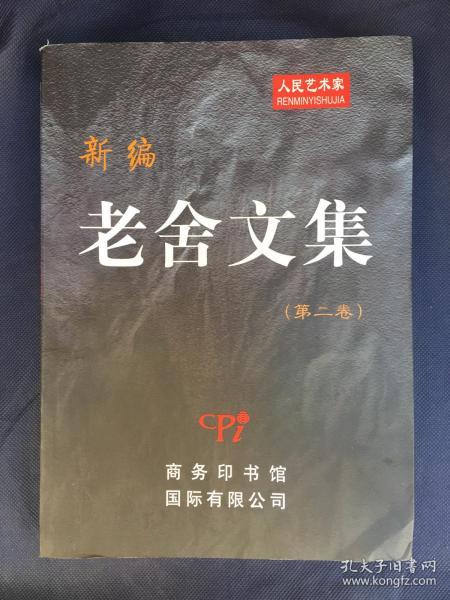 人民艺术家
RENMINYISHUJIA
新编
老舍文集
（第二卷）
CPi
商务印书馆
国际有限公司
孔夫子旧书网
www.kongfz.com